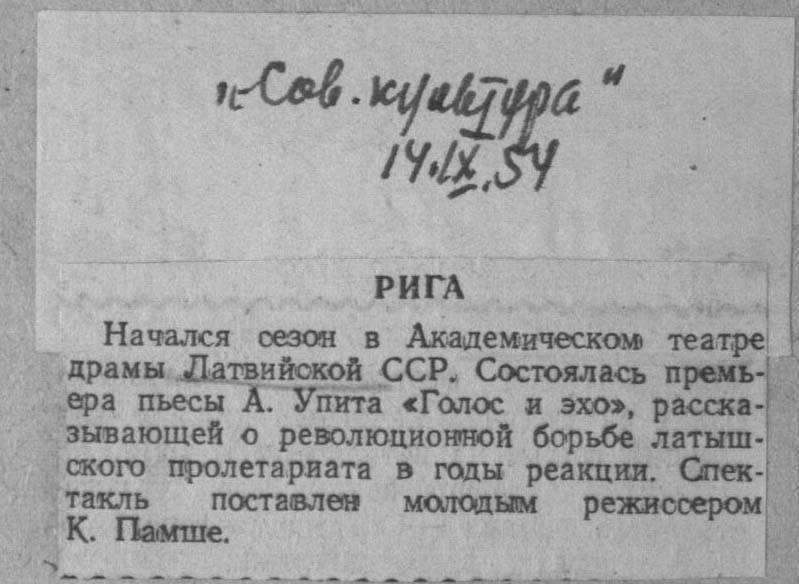 „Сов. культура"
14.IX.54
РИГА
Начался сезон в Академическом театре
драмы Латвийской ССР. Состоялась премь-
ера пьесы А. Упита «Голос и эхо», расска-
зывающей о революционной борьбе латыш-
ского пролетариата в годы реакции. Спек-
такль поставлен молодым режиссером
К. Памше.